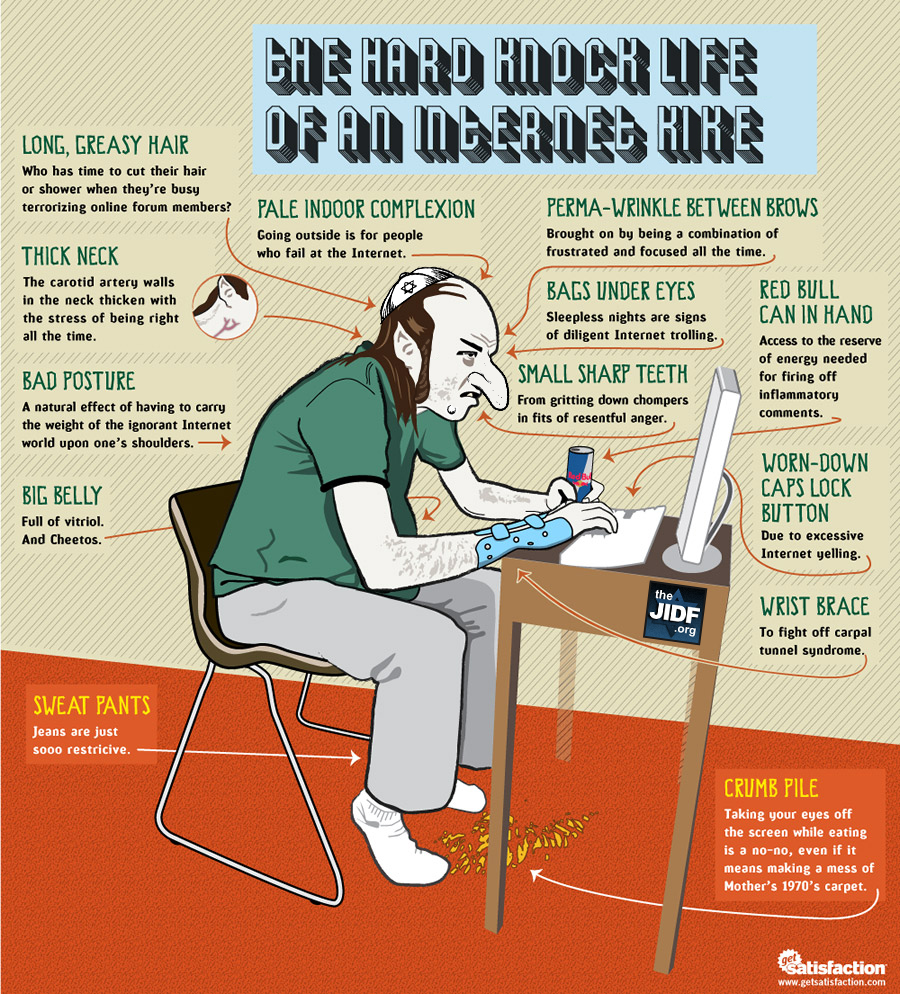 THE HARD KNOCK LIFE
OF AN INTERNET KIKE
LONG, GREASY HAIR
Who has time to cut their hair
or shower when they're busy
terrorizing online forum members?
PALE INDOOR COMPLEXION
Going outside is for people
who fail at the Internet.
PERMA-WRINKLE BETWEEN BROWS
Brought on by being a combination of
frustrated and focused all the time.
THICK NECK
The carotid artery walls
in the neck thicken with
the stress of being right
all the time.
BAGS UNDER EYES
Sleepless nights are signs
of diligent Internet trolling.
RED BULL
CAN IN HAND
Access to the reserve
of energy needed
for firing off
inflammatory
comments.
SMALL SHARP TEETH
From gritting down chompers
in fits of resentful anger.
BAD POSTURE
A natural effect of having to carry
the weight of the ignorant Internet
world upon one's shoulders.
Red Bull
WORN-DOWN
CAPS LOCK
BUTTON
Due to excessive
Internet yelling.
BIG BELLY
Full of vitriol.
And Cheetos.
the
JIDF
.org
WRIST BRACE
To fight off carpal
tunnel syndrome.
SWEAT PANTS
Jeans are just
sooo restricive.
CRUMB PILE
Taking your eyes off
the screen while eating
is a no-no, even if it
means making a mess of
Mother's 1970's carpet.
get
satisfaction
www.getsatisfaction.com